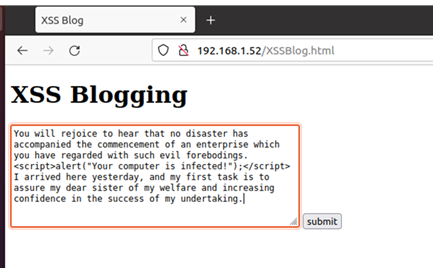 XSS Blog
192.168.1.52/XSSBlog.html
XSS Blogging
You will rejoice to hear that no disaster has
accompanied the commencement of an enterprise which
you have regarded with such evil forebodings.
<script>alert("Your computer is infected!");</script>
I arrived here yesterday, and my first task is to
assure my dear sister of my welfare and increasing
confidence in the success of my undertaking.
submit